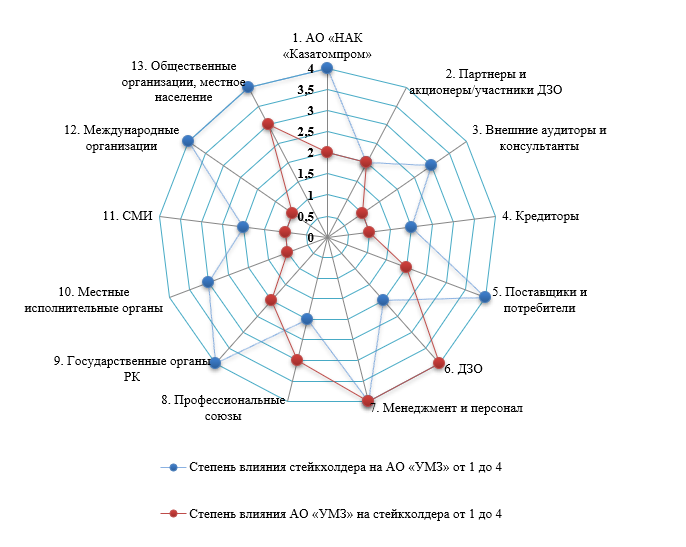 1. АО «НАК
«Казатомпром»
2. Партнеры и
акционеры/участники ДЗО
3. Внешние аудиторы и
консультанты
4. Кредиторы
5. Поставщики и
потребители
6. ДЗО
7. Менеджмент и персонал
8. Профессиональные
союзы
9. Государственные органы
РК
10. Местные
исполнительные органы
11. СМИ
12. Международные
организации
13. Общественные
организации, местное
население
4
3,5
3
2,5
2
1,5
1
0,5
0
Степень влияния стейкхолдера на АО «УМЗ» от 1 до 4
Степень влияния АО «УМЗ» на стейкхолдера от 1 до 4